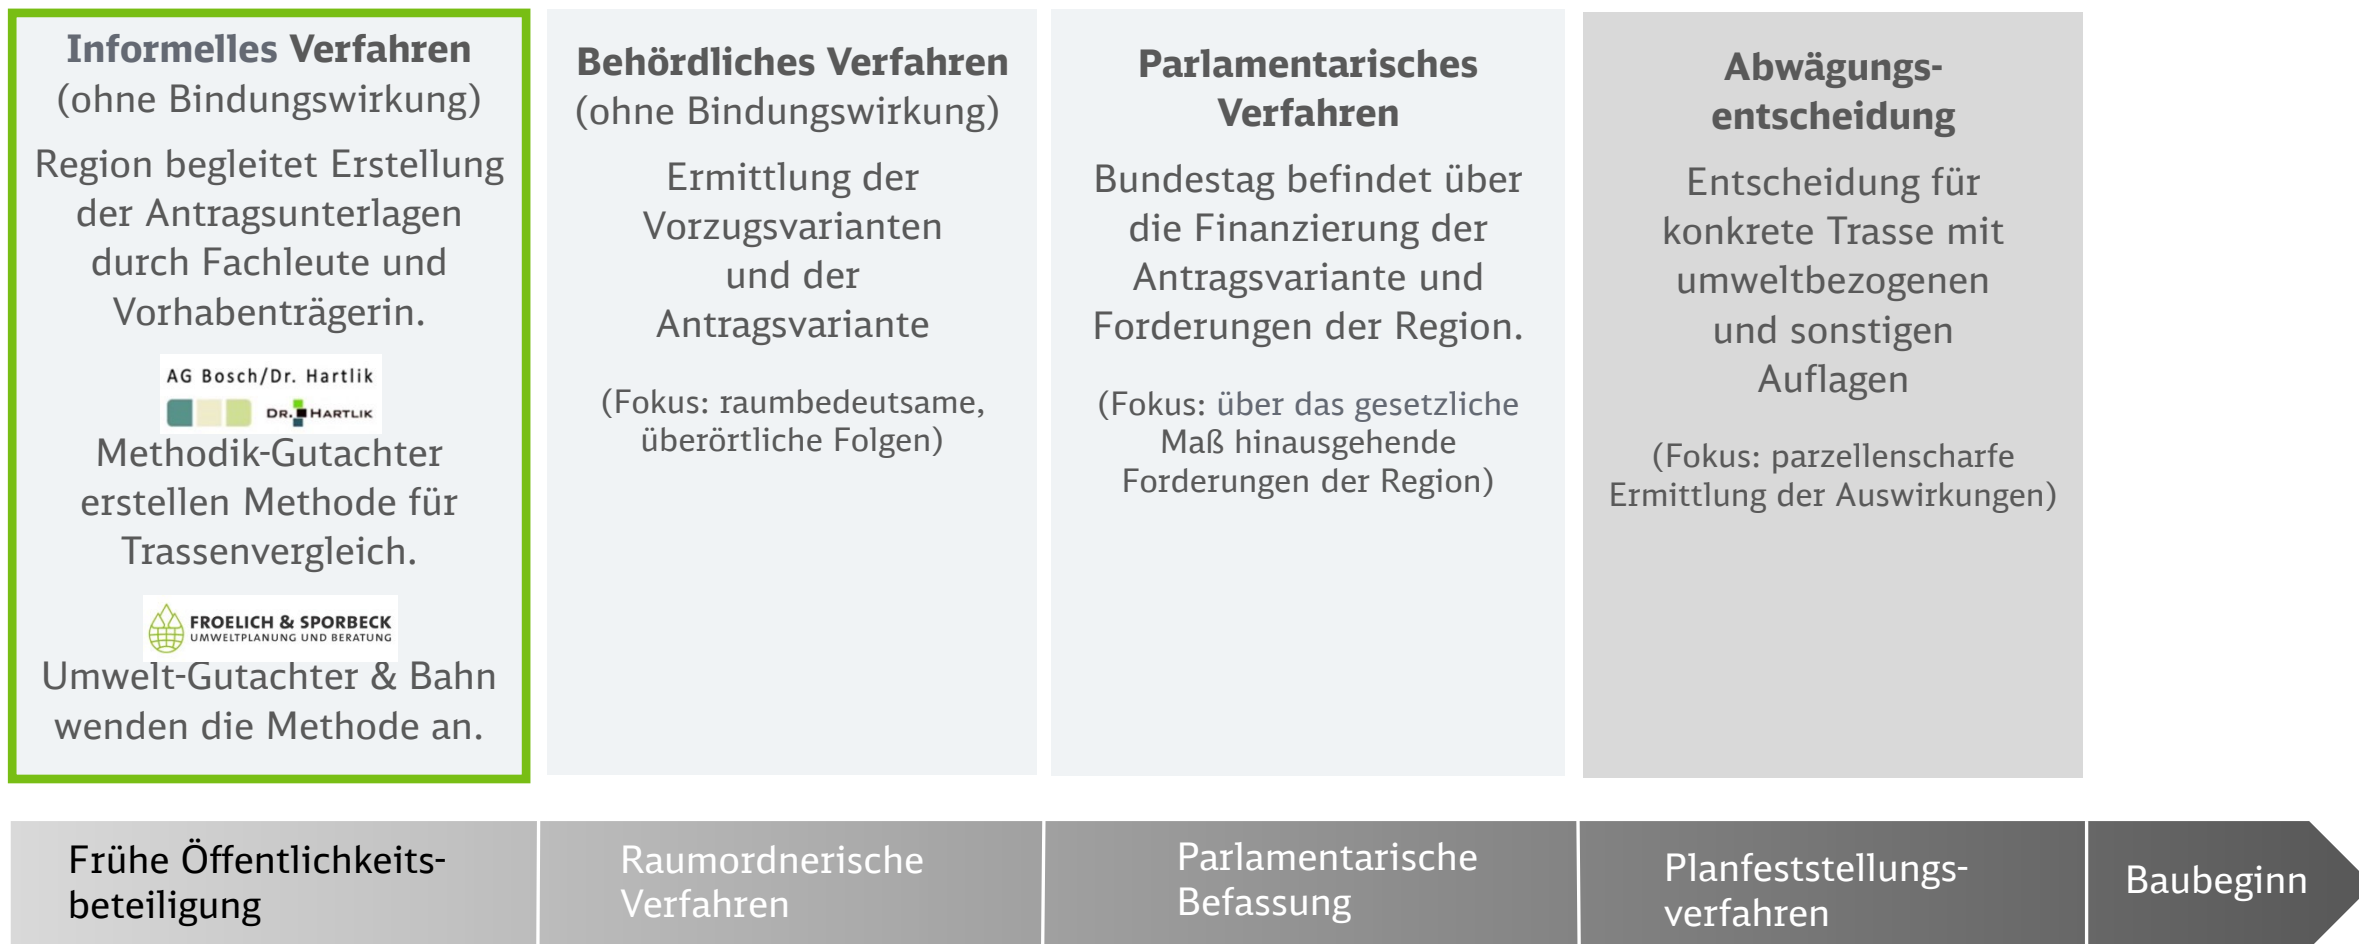 Informelles Verfahren
(ohne Bindungswirkung)
Region begleitet Erstellung
der Antragsunterlagen
durch Fachleute und
Vorhabenträgerin.
AG Bosch/Dr. Hartlik
DR. HARTLIK
Methodik-Gutachter
erstellen Methode für
Trassenvergleich.
FROELICH & SPORBECK
UMWELTPLANUNG UND BERATUNG
Umwelt-Gutachter & Bahn
wenden die Methode an.
Behördliches Verfahren
(ohne Bindungswirkung)
Ermittlung der
Vorzugsvarianten
und der
Antragsvariante
(Fokus: raumbedeutsame,
überörtliche Folgen)
Parlamentarisches
Verfahren
Bundestag befindet über
die Finanzierung der
Antragsvariante und
Forderungen der Region.
(Fokus: über das gesetzliche
Maß hinausgehende
Forderungen der Region)
Abwägungs-
entscheidung
Entscheidung für
konkrete Trasse mit
umweltbezogenen
und sonstigen
Auflagen
(Fokus: parzellenscharfe
Ermittlung der Auswirkungen)
Frühe Öffentlichkeits-
beteiligung
Raumordnerische
Verfahren
Parlamentarische
Befassung
Planfeststellungs-
verfahren
Baubeginn